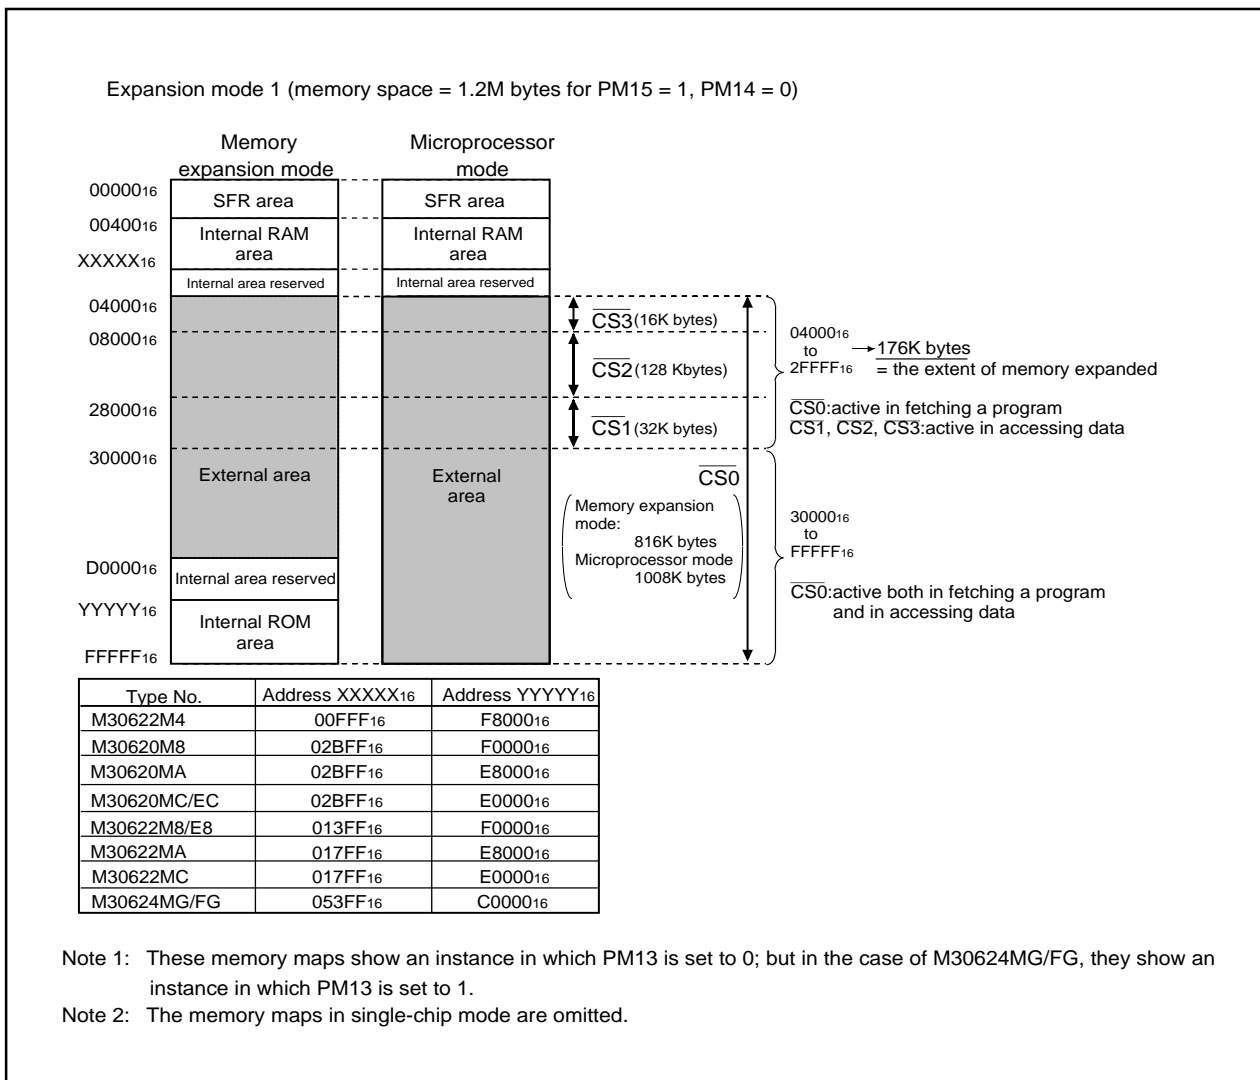 Expansion mode 1 (memory space = 1.2M bytes for PM15 = 1, PM14 = 0)
Memory
expansion mode
Microprocessor
mode
0000016
SFR area
SFR area
0040016
Internal RAM
area
Internal RAM
area
XXXXX16
Internal area reserved
Internal area reserved
0400016
CS3(16K bytes)
0800016
CS2(128 Kbytes)
2800016
CS1(32K bytes)
3000016
External area
External
area
CS0
Memory expansion
mode:
816K bytes
Microprocessor mode
1008K bytes
0400016
to
2FFFF16
176K bytes
= the extent of memory expanded
CS0:active in fetching a program
CS1, CS2, CS3:active in accessing data
3000016
to
FFFFF16
CS0:active both in fetching a program
and in accessing data
D000016
Internal area reserved
YYYYY16
Internal ROM
area
FFFFF16
Type No. Address XXXXX16 Address YYYYY16
M30622M4 00FFF16 F800016
M30620M8 02BFF16 F000016
M30620MA 02BFF16 E800016
M30620MC/EC 02BFF16 E000016
M30622M8/E8 013FF16 F000016
M30622MA 017FF16 E800016
M30622MC 017FF16 E000016
M30624MG/FG 053FF16 C000016
Note 1: These memory maps show an instance in which PM13 is set to 0; but in the case of M30624MG/FG, they show an
instance in which PM13 is set to 1.
Note 2: The memory maps in single-chip mode are omitted.